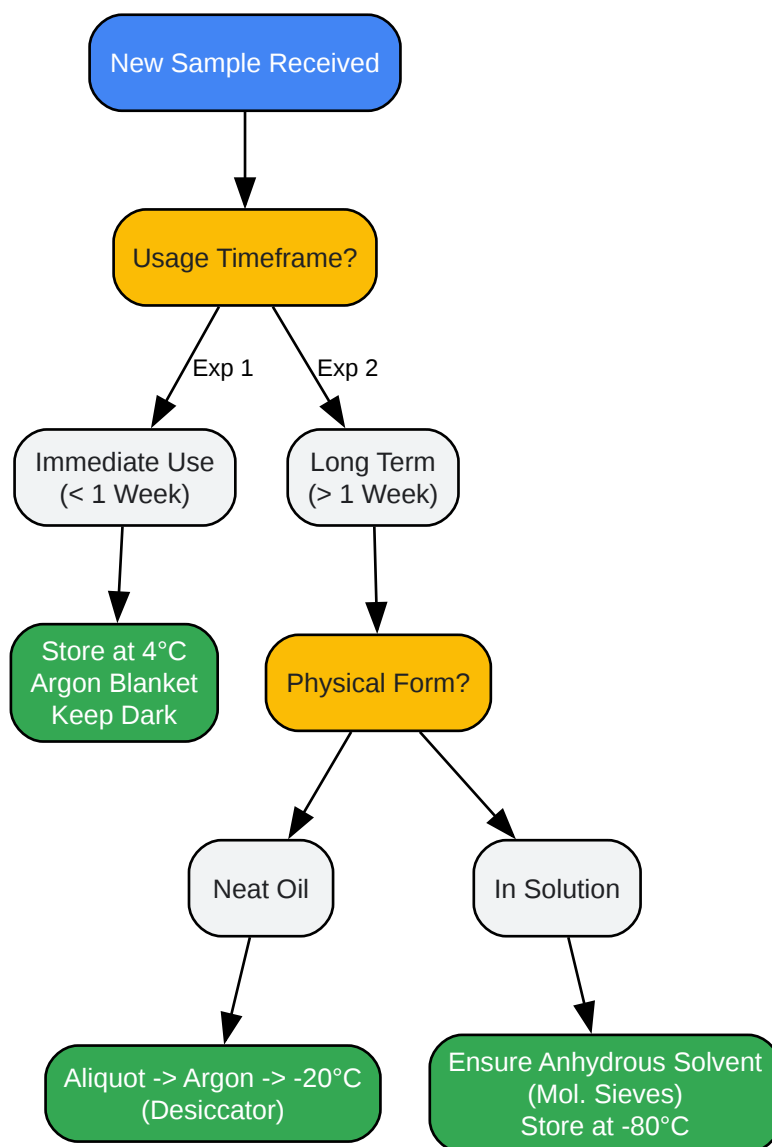 New Sample Received
Usage Timeframe?
Exp 1
Exp 2
Immediate Use
(< 1 Week)
Long Term
(> 1 Week)
Store at 4°C
Argon Blanket
Keep Dark
Physical Form?
Neat Oil
In Solution
Aliquot -> Argon -> -20°C
(Desiccator)
Ensure Anhydrous Solvent
(Mol. Sieves)
Store at -80°C